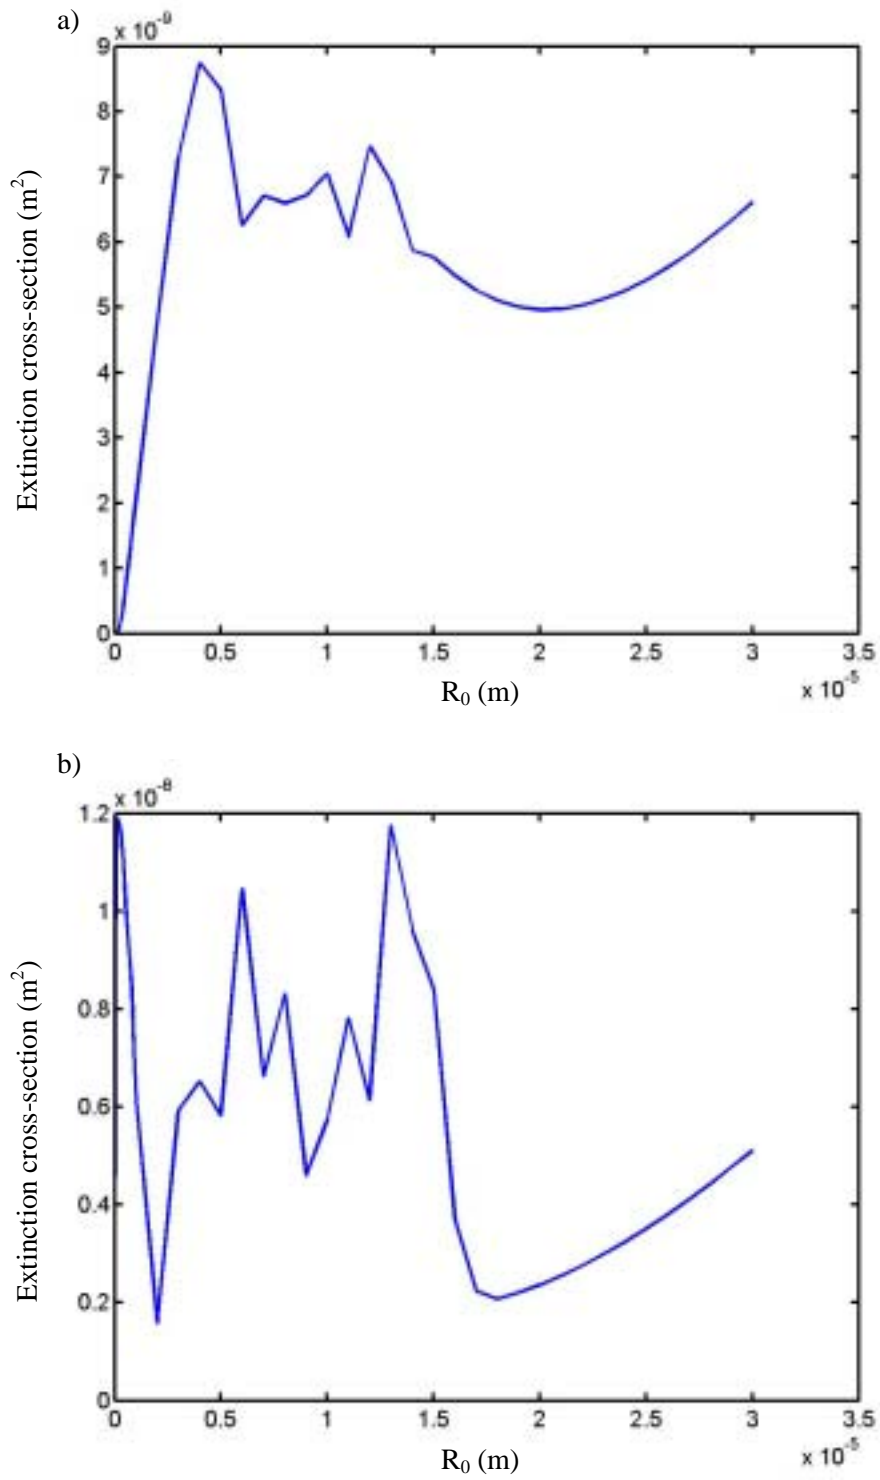 a)
x 10⁻⁹
9
8
7
6
5
4
3
2
1
0
Extinction cross-section (m²)
0 0.5 1 1.5 2 2.5 3 3.5
R₀ (m)
x 10⁻⁵
b)
x 10⁻⁸
1.2
1
0.8
0.6
0.4
0.2
0
Extinction cross-section (m²)
0 0.5 1 1.5 2 2.5 3 3.5
R₀ (m)
x 10⁻⁵